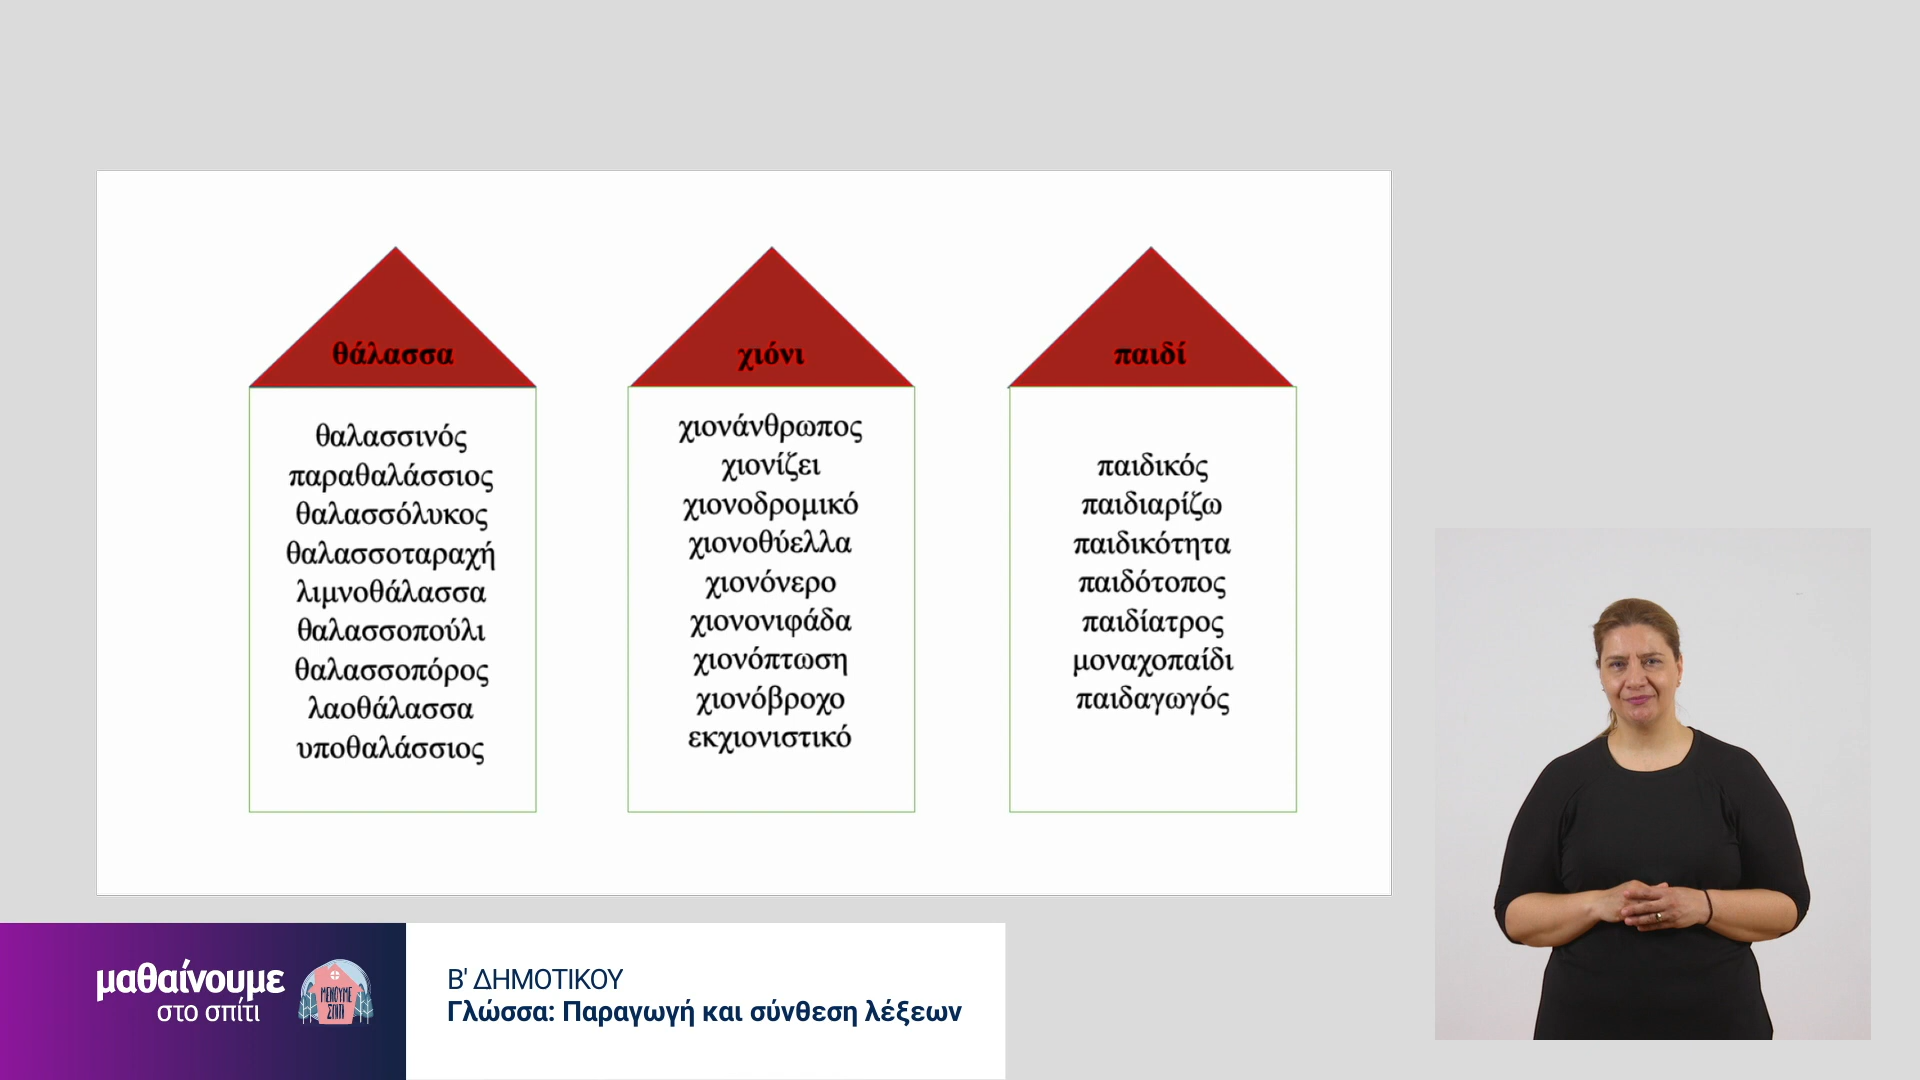 θάλασσα
θαλασσινός
παραθαλάσσιος
θαλασσόλυκος
θαλασσοταραχή
λιμνοθάλασσα
θαλασσοπούλι
θαλασσοπόρος
λαοθάλασσα
υποθαλάσσιος
χιόνι
χιονάνθρωπος
χιονίζει
χιονοδρομικό
χιονοθύελλα
χιονόνερο
χιονονιφάδα
χιονόπτωση
χιονόβροχο
εκχιονιστικό
παιδί
παιδικός
παιδιαρίζω
παιδικότητα
παιδότοπος
παιδίατρος
μοναχοπαίδι
παιδαγωγός
μαθαίνουμε
στο σπίτι
ΜΕΝΟΥΜΕ
ΣΠΙΤΙ
Β' ΔΗΜΟΤΙΚΟΥ
Γλώσσα: Παραγωγή και σύνθεση λέξεων